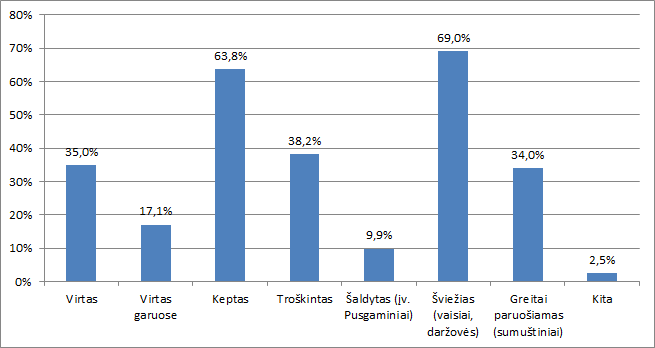 80%
70%
60%
50%
40%
30%
20%
10%
0%
35,0%
17,1%
63,8%
38,2%
9,9%
69,0%
34,0%
2,5%
Virtas
Virtas
garuose
Keptas
Troškintas
Šaldytas (įv.
Pusgaminiai)
Šviežias
(vaisiai,
daržovės)
Greitai
paruošiamas
(sumuštiniai)
Kita